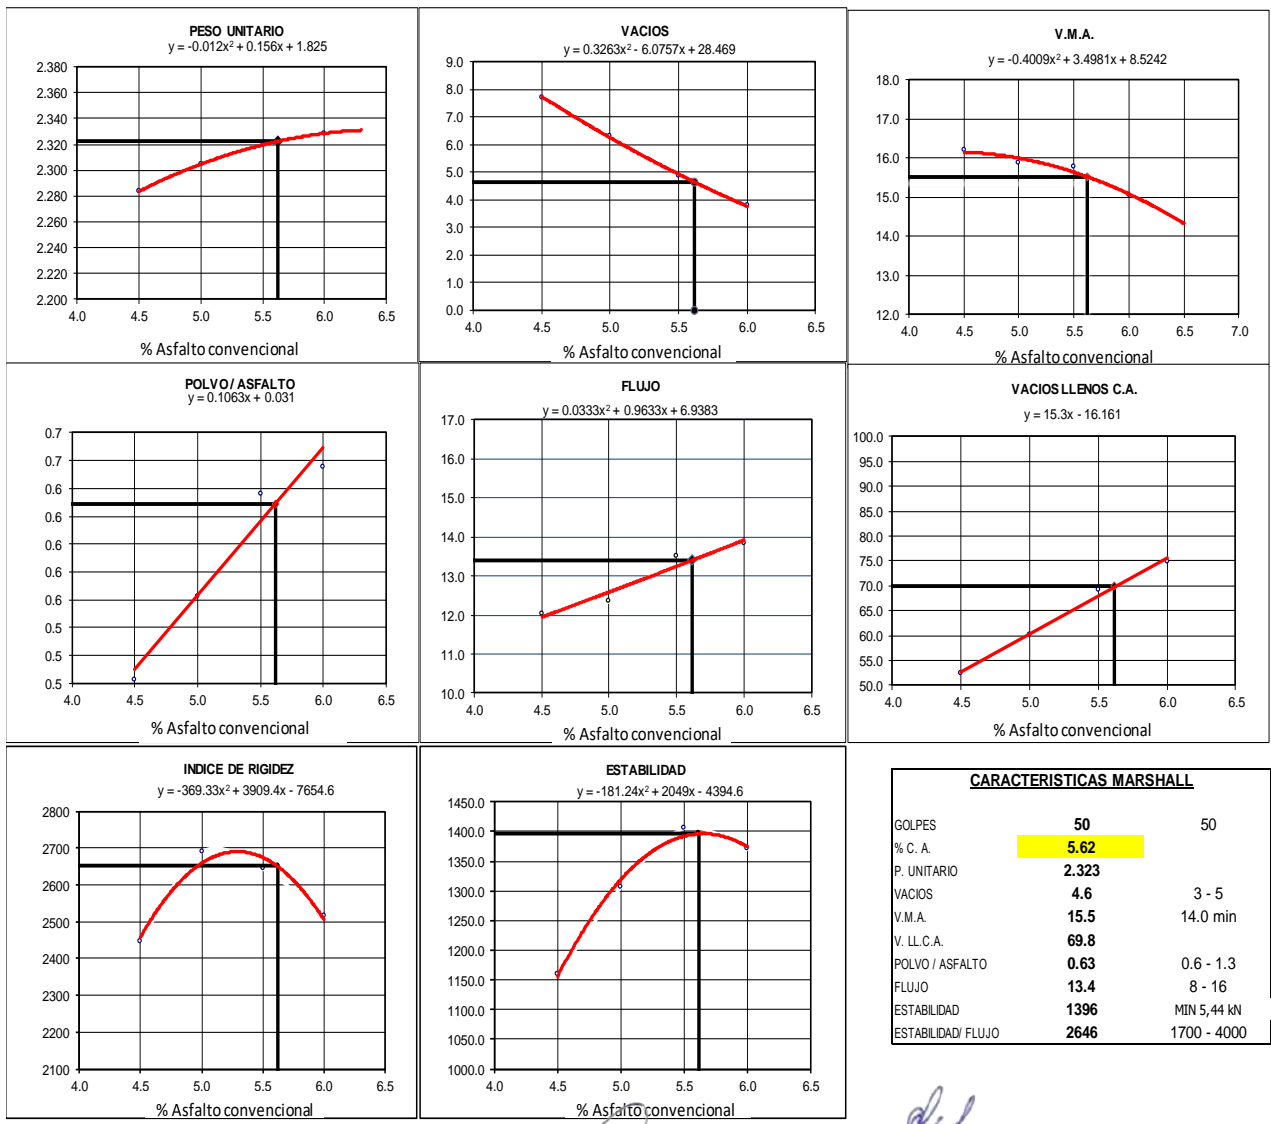 PESO UNITARIO
y = -0.012x² + 0.156x + 1.825
2.380
2.360
2.340
2.320
2.300
2.280
2.260
2.240
2.220
2.200
4.0 4.5 5.0 5.5 6.0 6.5
% Asfalto convencional
VACIOS
y = 0.3263x² - 6.0757x + 28.469
9.0
8.0
7.0
6.0
5.0
4.0
3.0
2.0
1.0
0.0
4.0 4.5 5.0 5.5 6.0 6.5
% Asfalto convencional
V.M.A.
y = -0.4009x² + 3.4981x + 8.5242
18.0
17.0
16.0
15.0
14.0
13.0
12.0
4.0 4.5 5.0 5.5 6.0 6.5 7.0
% Asfalto convencional
POLVO / ASFALTO
y = 0.1063x + 0.031
0.7
0.7
0.6
0.6
0.6
0.6
0.6
0.5
0.5
0.5
4.0 4.5 5.0 5.5 6.0 6.5
% Asfalto convencional
FLUJO
y = 0.0333x² + 0.9633x + 6.9383
17.0
16.0
15.0
14.0
13.0
12.0
11.0
10.0
4.0 4.5 5.0 5.5 6.0 6.5
% Asfalto convencional
VACIOS LLENOS C.A.
y = 15.3x - 16.161
100.0
95.0
90.0
85.0
80.0
75.0
70.0
65.0
60.0
55.0
50.0
4.0 4.5 5.0 5.5 6.0 6.5
% Asfalto convencional
INDICE DE RIGIDEZ
y = -369.33x² + 3909.4x - 7654.6
2800
2700
2600
2500
2400
2300
2200
2100
4.0 4.5 5.0 5.5 6.0 6.5
% Asfalto convencional
ESTABILIDAD
y = -181.24x² + 2049x - 4394.6
1450.0
1400.0
1350.0
1300.0
1250.0
1200.0
1150.0
1100.0
1050.0
1000.0
4.0 4.5 5.0 5.5 6.0 6.5
% Asfalto convencional
CARACTERISTICAS MARSHALL
GOLPES 50 50
% C. A. 5.62
P. UNITARIO 2.323
VACIOS 4.6 3 - 5
V.M.A. 15.5 14.0 min
V. LL.C.A. 69.8
POLVO / ASFALTO 0.63 0.6 - 1.3
FLUJO 13.4 8 - 16
ESTABILIDAD 1396 MIN 5,44 kN
ESTABILIDAD/ FLUJO 2646 1700 - 4000